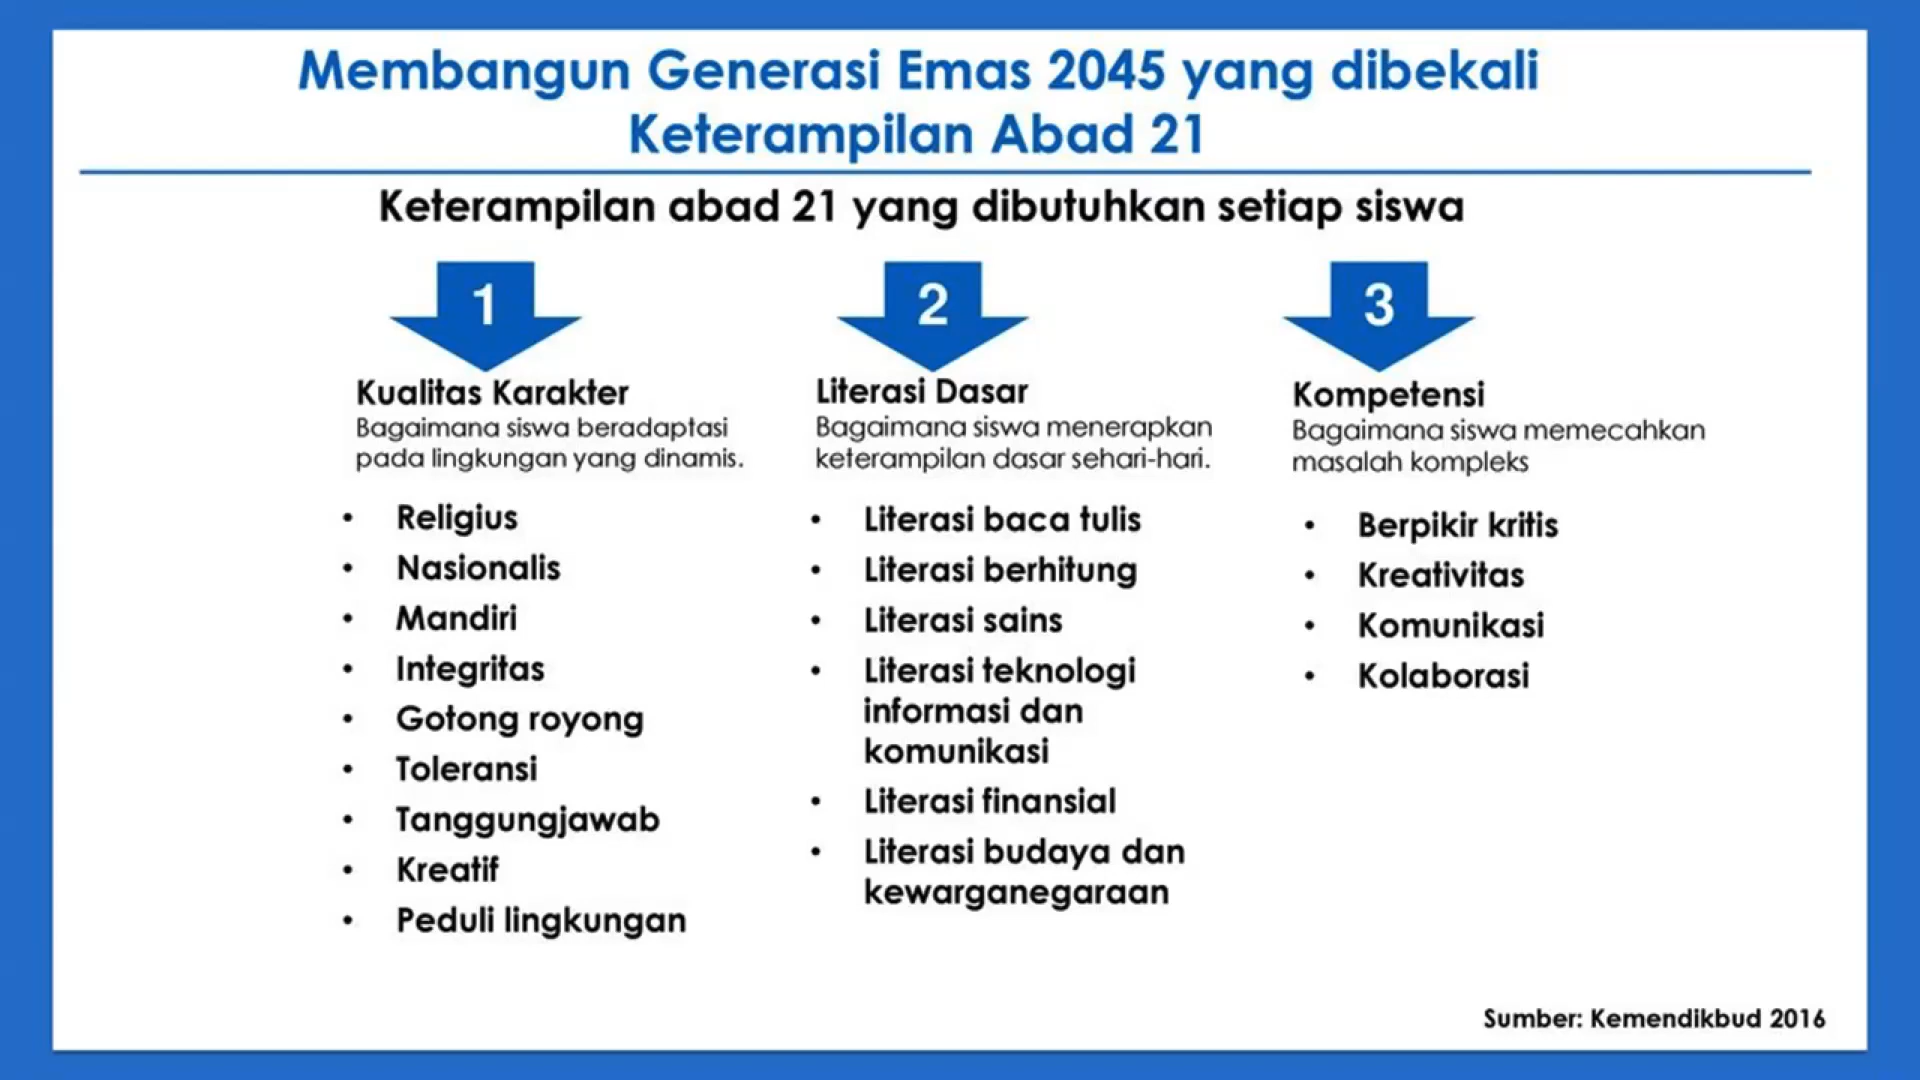 Membangun Generasi Emas 2045 yang dibekali
Keterampilan Abad 21
Keterampilan abad 21 yang dibutuhkan setiap siswa
1
Kualitas Karakter
Bagaimana siswa beradaptasi
pada lingkungan yang dinamis.
• Religius
• Nasionalis
• Mandiri
• Integritas
• Gotong royong
• Toleransi
• Tanggungjawab
• Kreatif
• Peduli lingkungan
2
Literasi Dasar
Bagaimana siswa menerapkan
keterampilan dasar sehari-hari.
• Literasi baca tulis
• Literasi berhitung
• Literasi sains
• Literasi teknologi
informasi dan
komunikasi
• Literasi finansial
• Literasi budaya dan
kewarganegaraan
3
Kompetensi
Bagaimana siswa memecahkan
masalah kompleks
• Berpikir kritis
• Kreativitas
• Komunikasi
• Kolaborasi
Sumber: Kemendikbud 2016